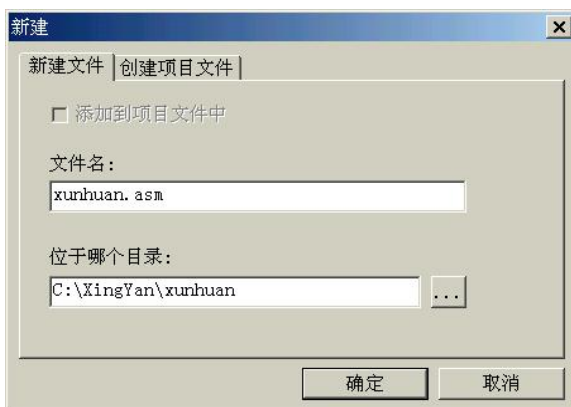 新建
新建文件 创建项目文件
添加到项目文件中
文件名:
xunhuan.asm
位于哪个目录:
C:\XingYan\xunhuan
...
确定 取消